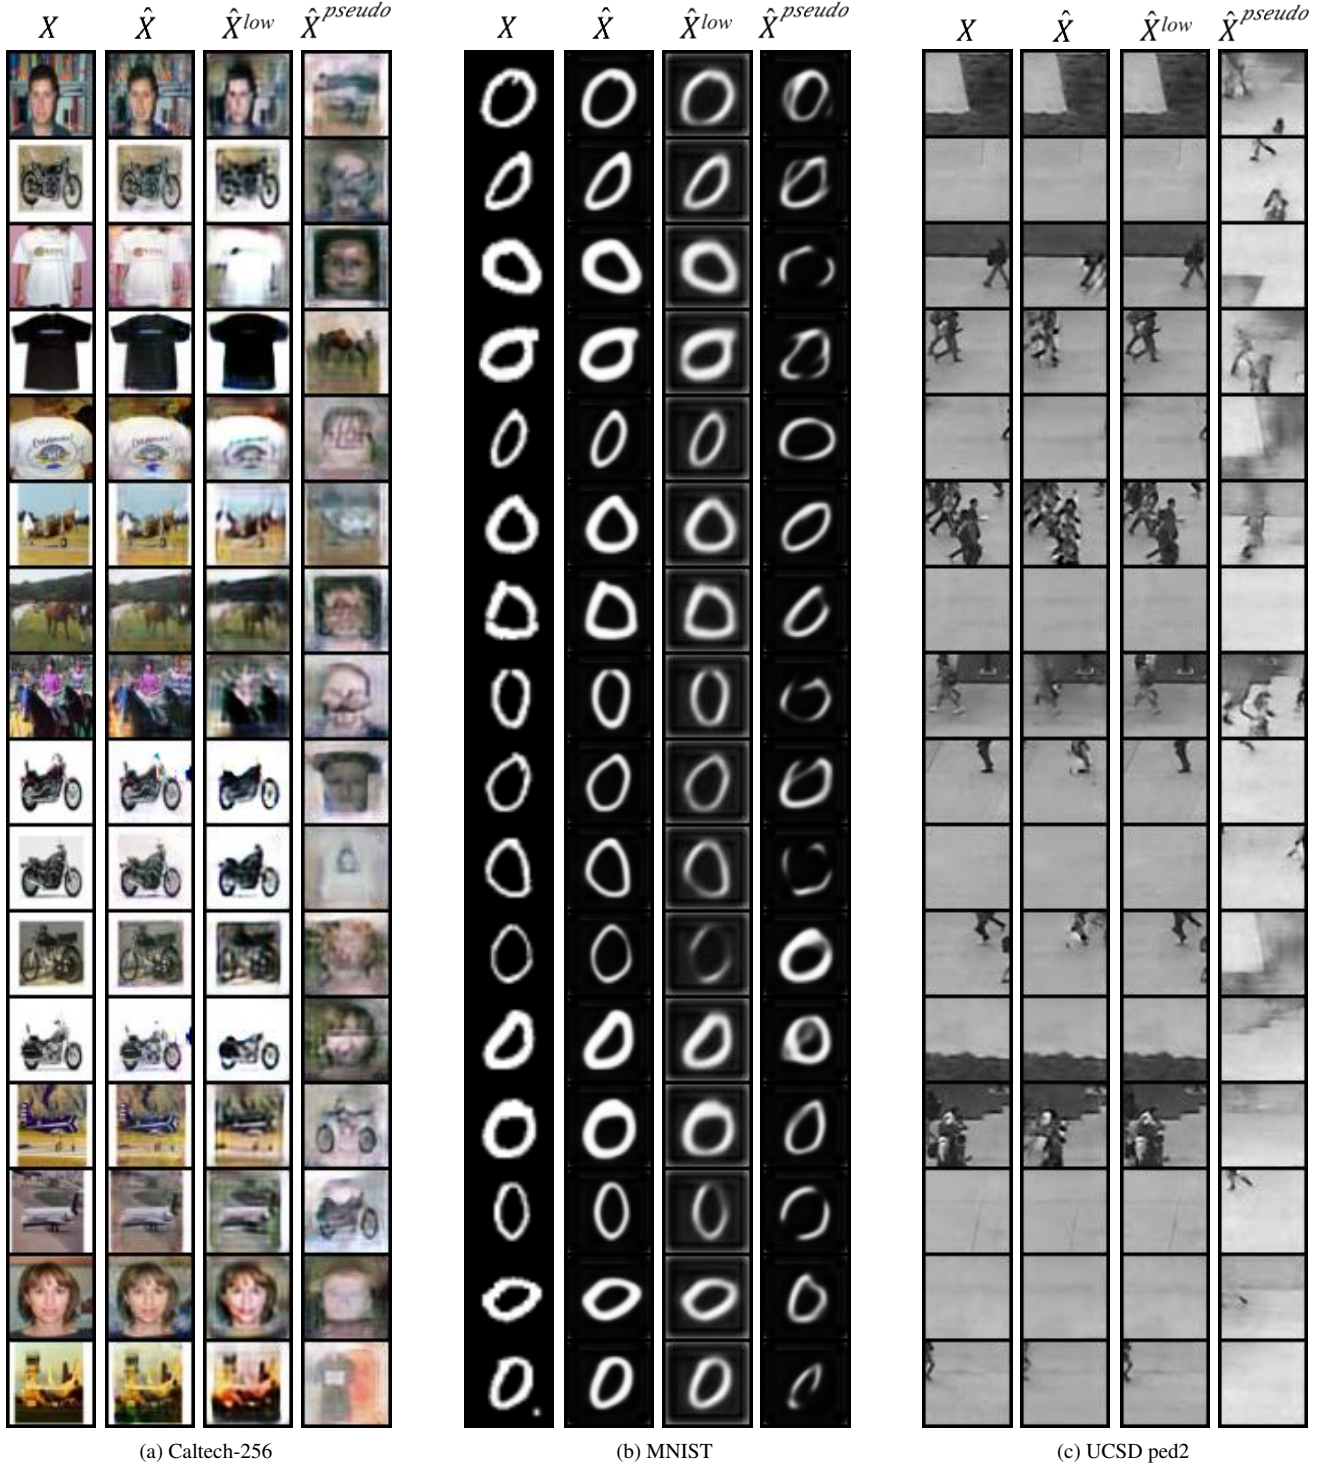 X X̂ X̂^low X̂^pseudo X X̂ X̂^low X̂^pseudo X X̂ X̂^low X̂^pseudo
(a) Caltech-256 (b) MNIST (c) UCSD ped2